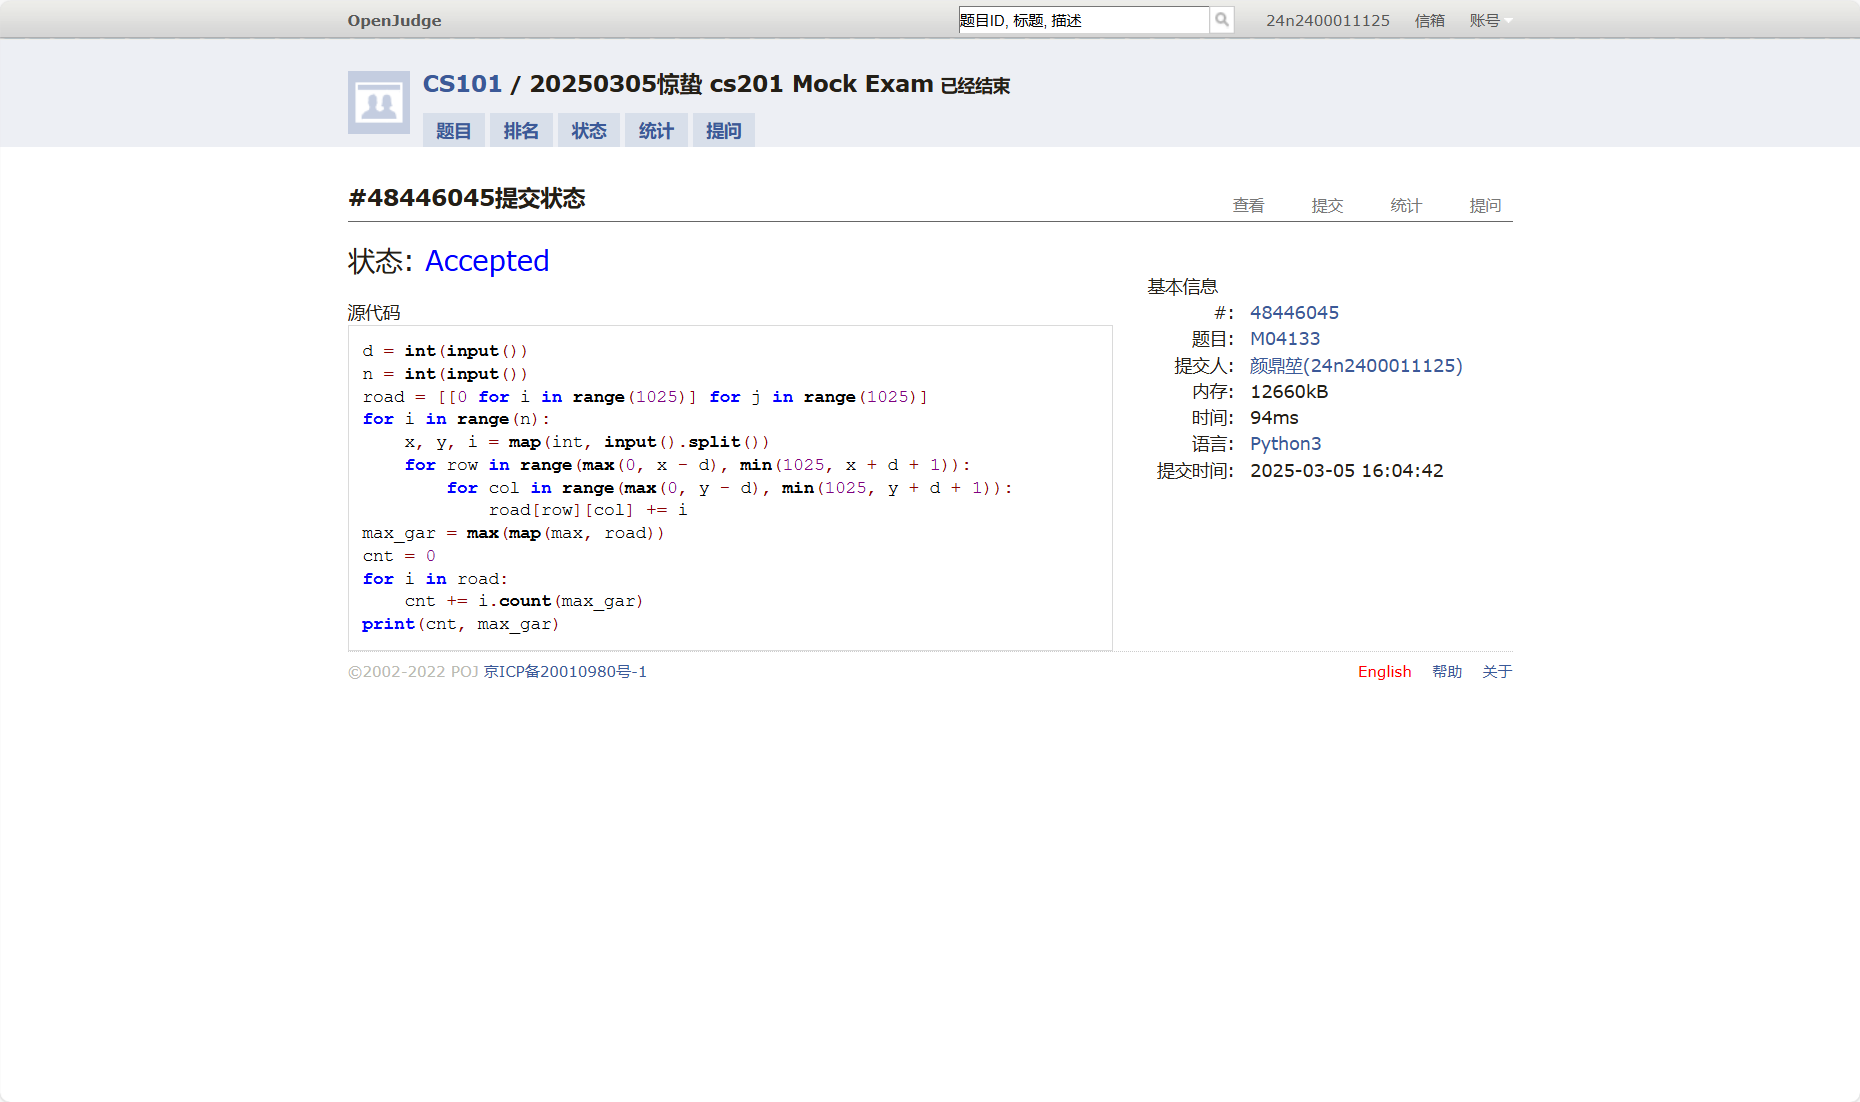 OpenJudge
题目ID, 标题, 描述
24n2400011125 信箱 账号
CS101 / 20250305惊蛰 cs201 Mock Exam 已经结束
题目 排名 状态 统计 提问
#48446045提交状态
查看 提交 统计 提问
状态: Accepted
源代码
d = int(input())
n = int(input())
road = [[0 for i in range(1025)] for j in range(1025)]
for i in range(n):
    x, y, i = map(int, input().split())
    for row in range(max(0, x - d), min(1025, x + d + 1)):
        for col in range(max(0, y - d), min(1025, y + d + 1)):
            road[row][col] += i
max_gar = max(map(max, road))
cnt = 0
for i in road:
    cnt += i.count(max_gar)
print(cnt, max_gar)
基本信息
#: 48446045
题目: M04133
提交人: 颜鼎堃(24n2400011125)
内存: 12660kB
时间: 94ms
语言: Python3
提交时间: 2025-03-05 16:04:42
©2002-2022 POJ 京ICP备20010980号-1
English 帮助 关于